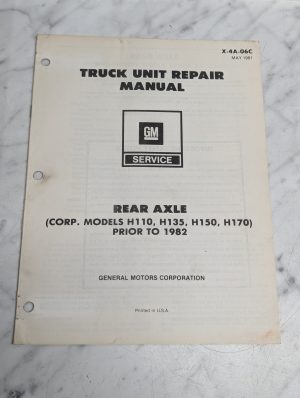 X-4A-06C
MAY 1981
TRUCK UNIT REPAIR
MANUAL
GM
SERVICE
REAR AXLE
(CORP. MODELS H110, H135, H150, H170)
PRIOR TO 1982
GENERAL MOTORS CORPORATION
Printed in U.S.A.